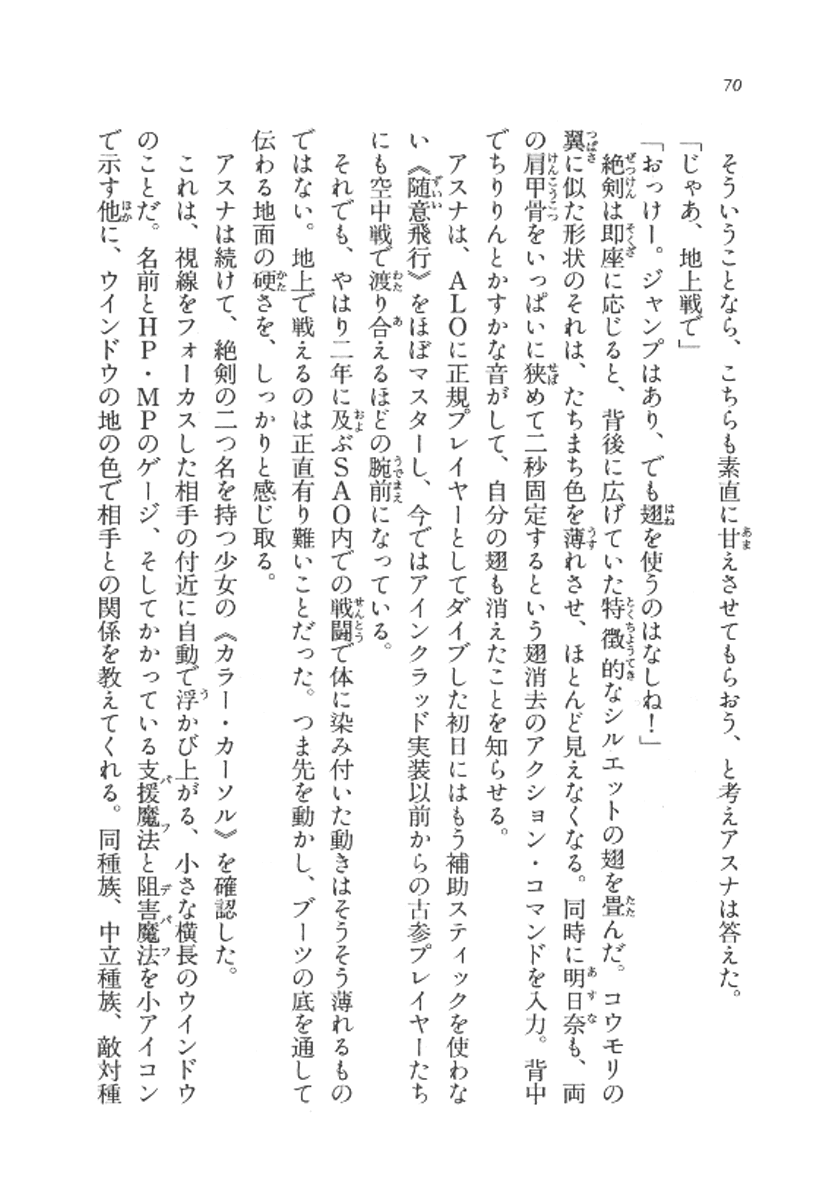 70
そういうことなら、こちらも素直に甘えさせてもらおう、と考えアスナは答えた。
「じゃあ、地上戦で」
「おっけー。ジャンプはあり、でも翅を使うのはなしね！」
絶剣は即座に応じると、背後に広げていた特徴的なシルエットの翅を畳んだ。コウモリの
翼に似た形状のそれは、たちまち色を薄れさせ、ほとんど見えなくなる。同時に明日奈も、両
の肩甲骨をいっぱいに狭めて二秒固定するという翅消去のアクション・コマンドを入力。背中
でちりりんとかすかな音がして、自分の翅も消えたことを知らせる。
アスナは、ALOに正規プレイヤーとしてダイブした初日にはもう補助スティックを使わな
い《随意飛行》をほぼマスターし、今ではアインクラッド実装以前からの古参プレイヤーたち
にも空中戦で渡り合えるほどの腕前になっている。
それでも、やはり二年に及ぶSAO内での戦闘で体に染み付いた動きはそうそう薄れるもの
ではない。地上で戦えるのは正直有り難いことだった。つま先を動かし、ブーツの底を通して
伝わる地面の硬さを、しっかりと感じ取る。
アスナは続けて、絶剣の二つ名を持つ少女の《カラー・カーソル》を確認した。
これは、視線をフォーカスした相手の付近に自動で浮かび上がる、小さな横長のウインドウ
のことだ。名前とHP・MPのゲージ、そしてかかっている支援魔法と阻害魔法を小アイコン
で示す他に、ウインドウの地の色で相手との関係を教えてくれる。同種族、中立種族、敵対種